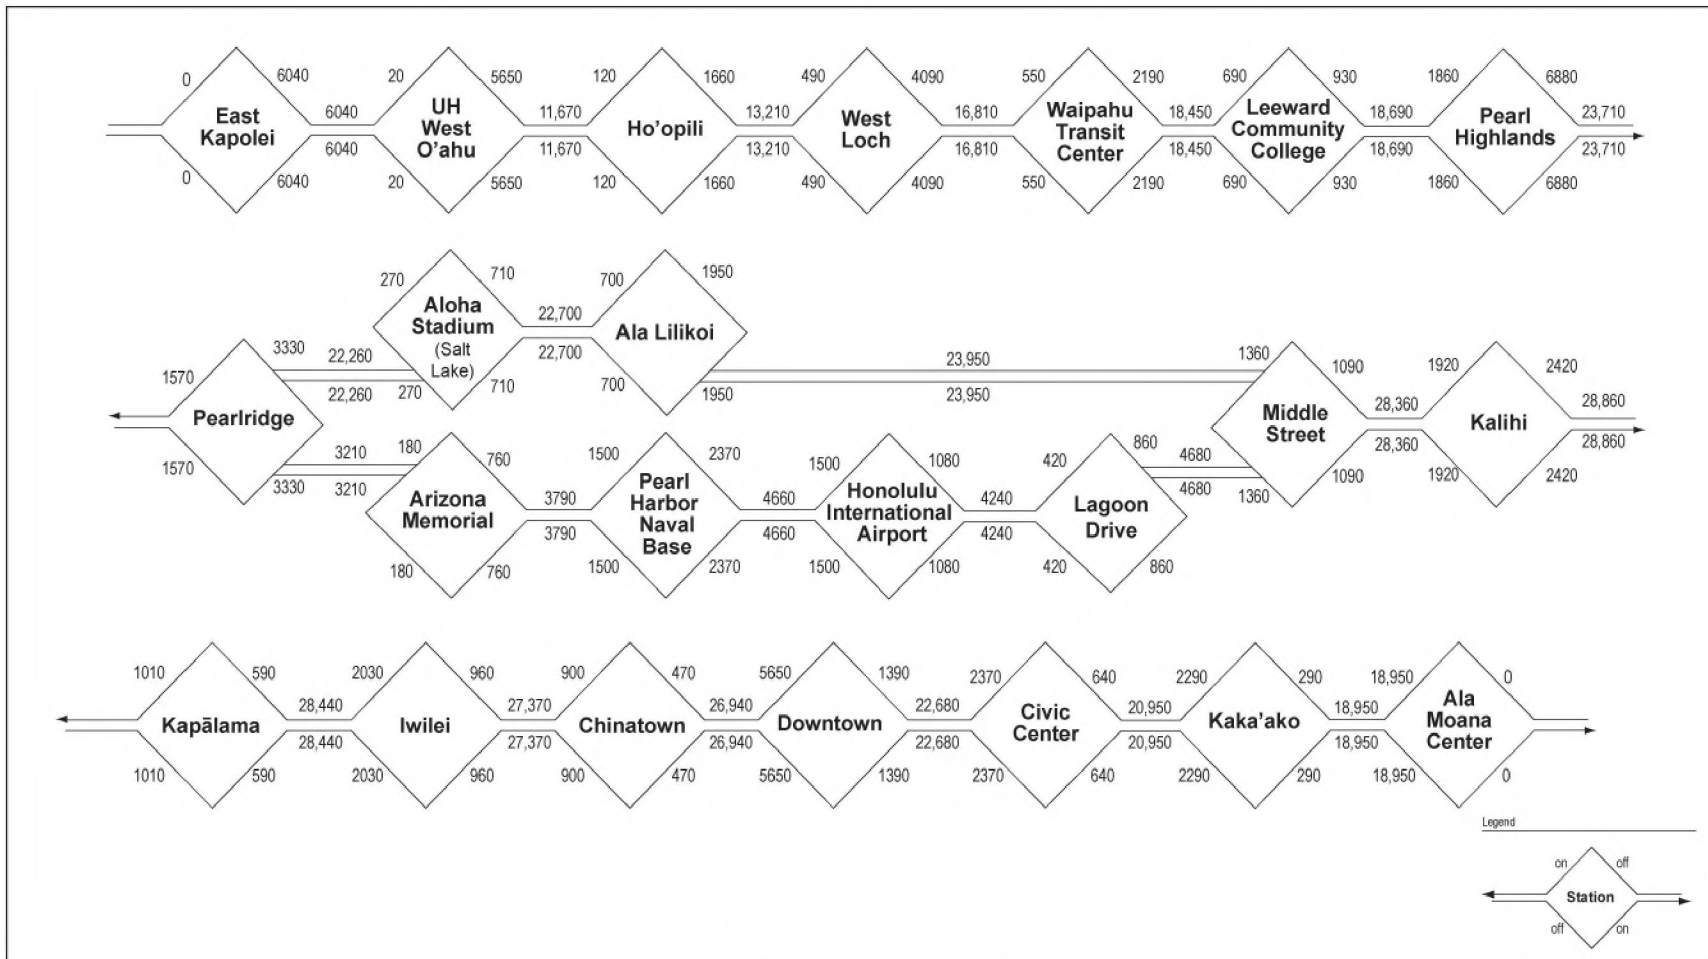 0 6040 20 5650 120 1660 490 4090 550 2190 690 930 1860 6880
East
Kapolei
UH
West
O'ahu
Ho'opili
West
Loch
Waipahu
Transit
Center
Leeward
Community
College
Pearl
Highlands
6040 11,670 13,210 16,810 18,450 18,690 23,710
6040 11,670 13,210 16,810 18,450 18,690 23,710
0 6040 20 5650 120 1660 490 4090 550 2190 690 930 1860 6880
270 710 700 1950
Aloha
Stadium
(Salt
Lake)
22,700
22,700
Ala Lilikoi
270 710 700 1950
1570 3330 22,260
22,260
Pearlridge
1570 3330
23,950
23,950
1360 1090 1920 2420
Middle
Street
28,360
28,360
Kalihi
28,860
28,860
1360 1090 1920 2420
3210
3210
180 760 1500 2370 1500 1080 420 860
Arizona
Memorial
Pearl
Harbor
Naval
Base
Honolulu
International
Airport
Lagoon
Drive
3790 4660 4240 4680
3790 4660 4240 4680
180 760 1500 2370 1500 1080 420 860
1010 590 2030 960 900 470 5650 1390 2370 640 2290 290 18,950 0
Kapālama
Iwilei
Chinatown
Downtown
Civic
Center
Kaka'ako
Ala
Moana
Center
28,440 27,370 26,940 22,680 20,950 18,950
28,440 27,370 26,940 22,680 20,950 18,950
1010 590 2030 960 900 470 5650 1390 2370 640 2290 290 18,950 0
Legend
on off
Station
off on